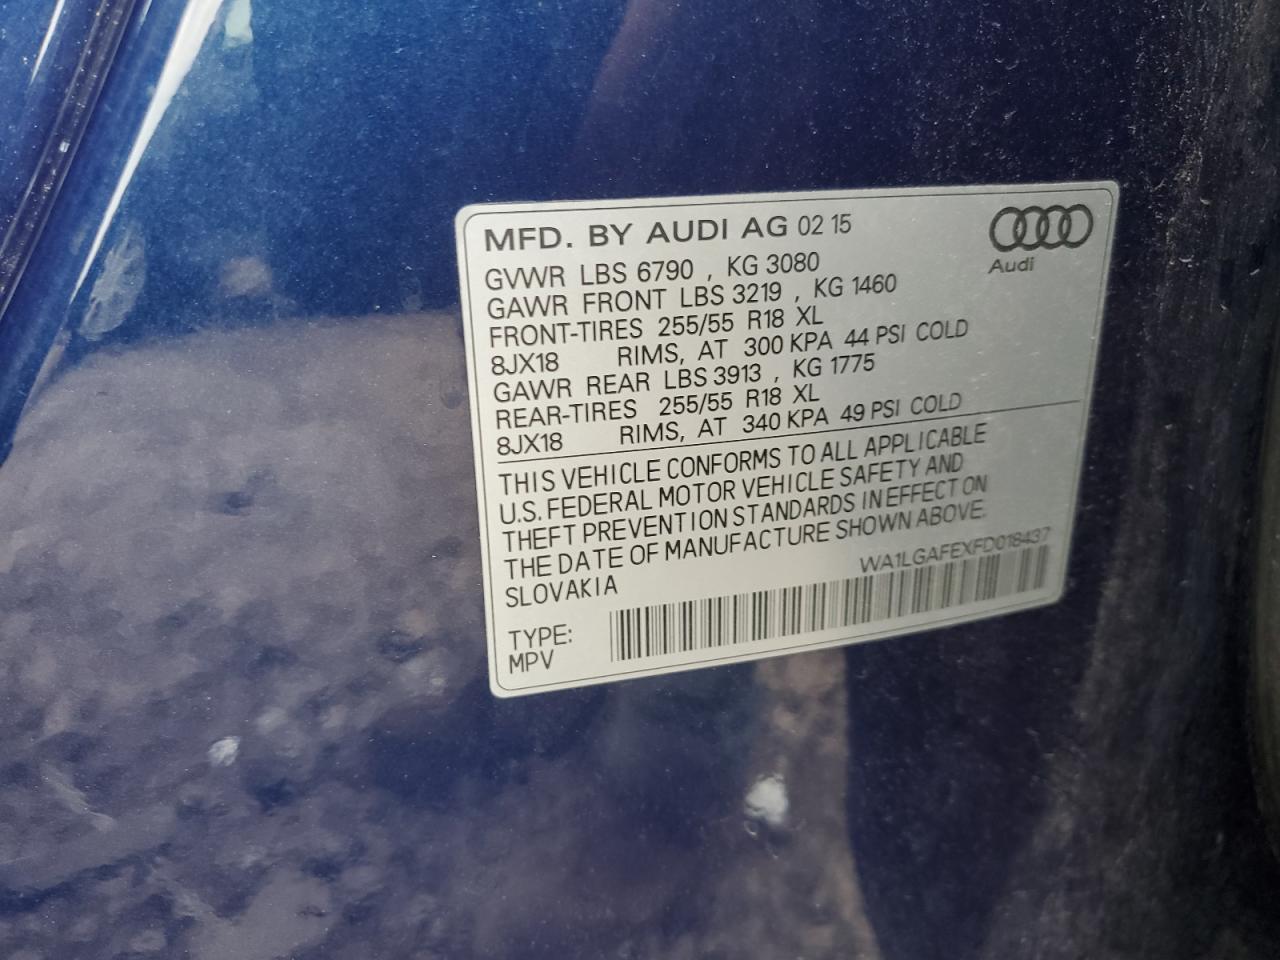 MFD. BY AUDI AG 02 15
Audi
GVWR LBS 6790 , KG 3080
GAWR FRONT LBS 3219 , KG 1460
FRONT-TIRES 255/55 R18 XL
8JX18 RIMS, AT 300 KPA 44 PSI COLD
GAWR REAR LBS 3913 , KG 1775
REAR-TIRES 255/55 R18 XL
8JX18 RIMS, AT 340 KPA 49 PSI COLD
THIS VEHICLE CONFORMS TO ALL APPLICABLE
U.S. FEDERAL MOTOR VEHICLE SAFETY AND
THEFT PREVENTION STANDARDS IN EFFECT ON
THE DATE OF MANUFACTURE SHOWN ABOVE.
SLOVAKIA
WA1LGAFEXFD018437
TYPE:
MPV